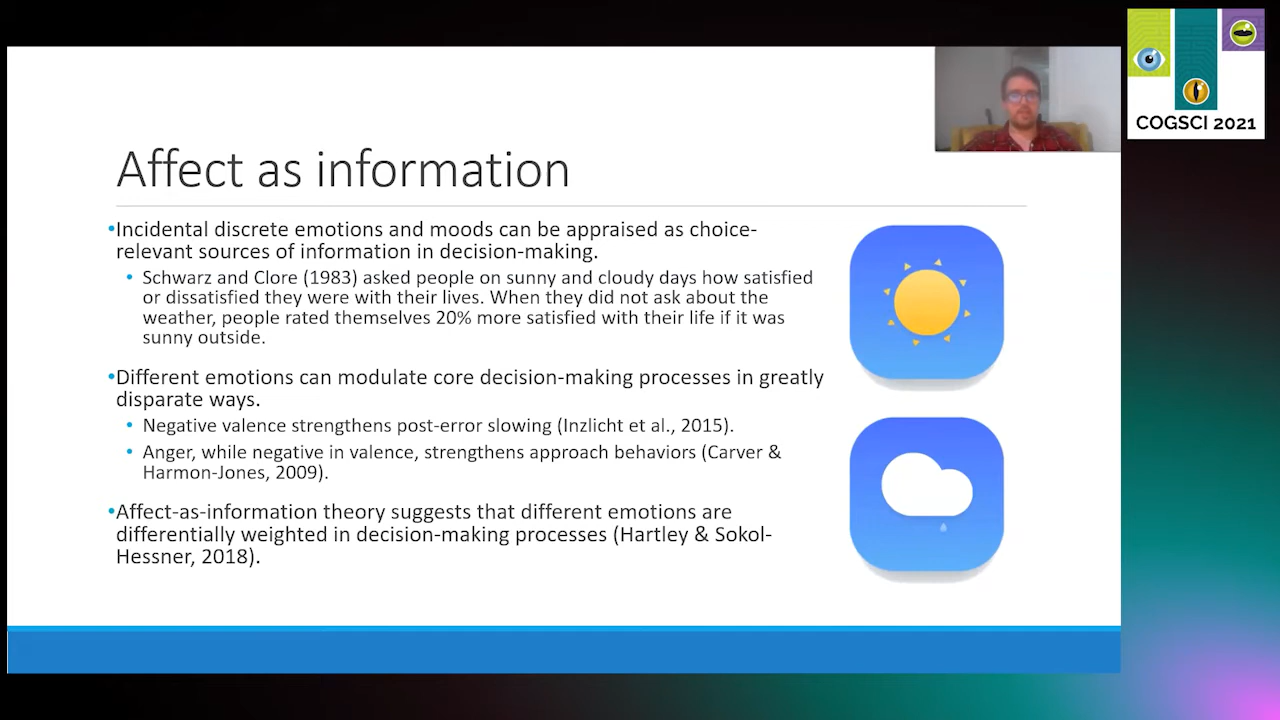 COGSCI 2021
Affect as information
•Incidental discrete emotions and moods can be appraised as choice-
relevant sources of information in decision-making.
• Schwarz and Clore (1983) asked people on sunny and cloudy days how satisfied
or dissatisfied they were with their lives. When they did not ask about the
weather, people rated themselves 20% more satisfied with their life if it was
sunny outside.
•Different emotions can modulate core decision-making processes in greatly
disparate ways.
• Negative valence strengthens post-error slowing (Inzlicht et al., 2015).
• Anger, while negative in valence, strengthens approach behaviors (Carver &
Harmon-Jones, 2009).
•Affect-as-information theory suggests that different emotions are
differentially weighted in decision-making processes (Hartley & Sokol-
Hessner, 2018).